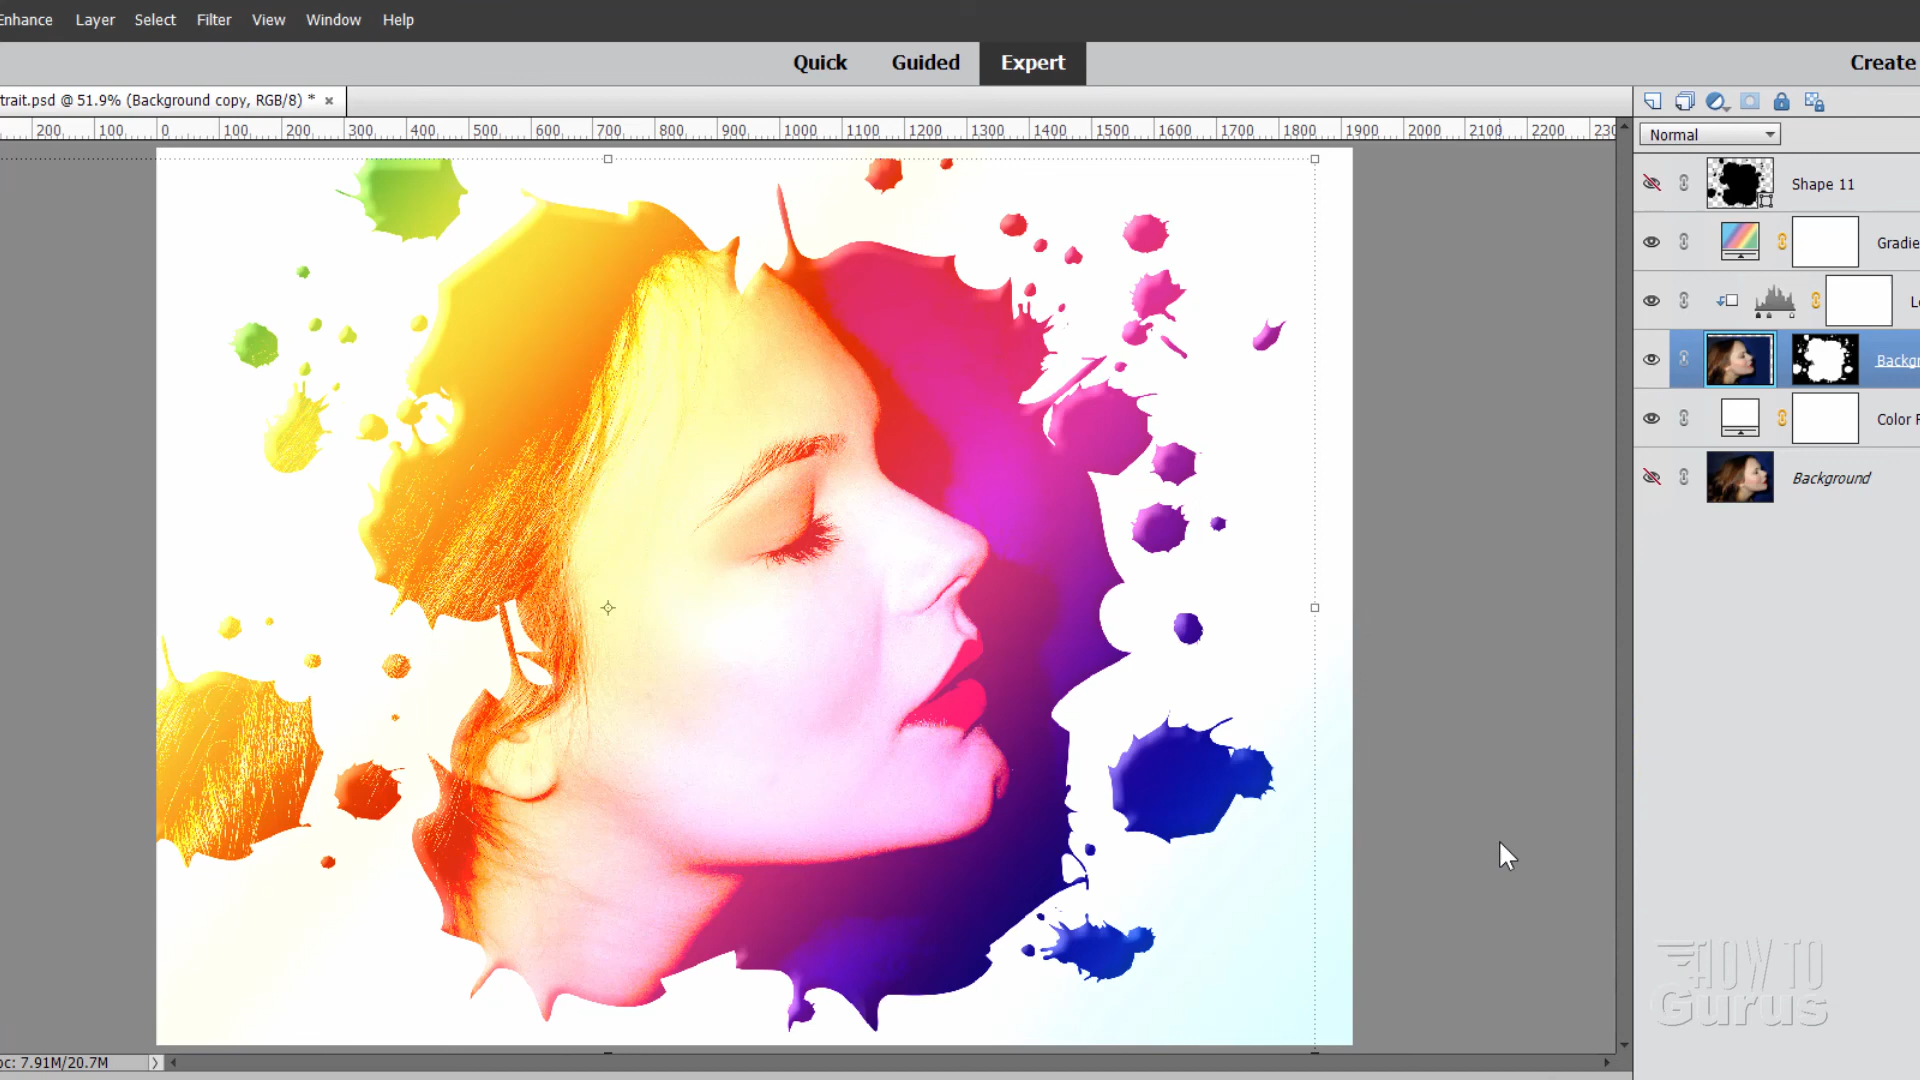 Enhance Layer Select Filter View Window Help
Quick Guided Expert Create
trait.psd @ 51.9% (Background copy, RGB/8) * ×
200 100 0 100 200 300 400 500 600 700 800 900 1000 1100 1200 1300 1400 1500 1600 1700 1800 1900 2000 2100 2200 230
Normal
Shape 11
Gradie
Le
Backgr
Color F
Background
HOW TO
Gurus
oc: 7.91M/20.7M